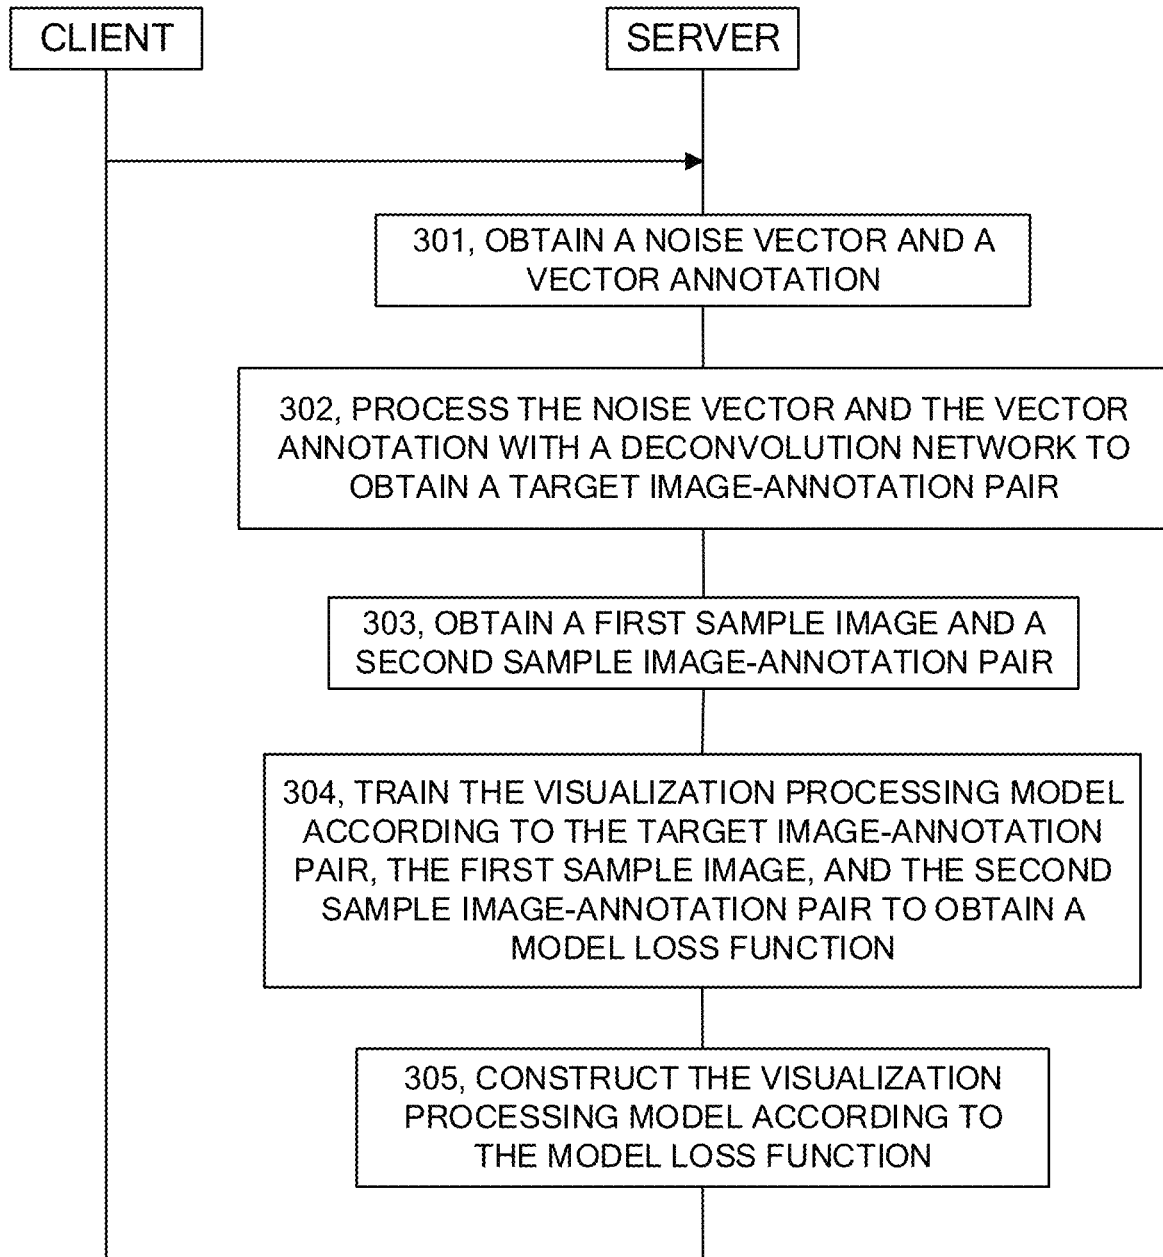 CLIENT
SERVER
301, OBTAIN A NOISE VECTOR AND A
VECTOR ANNOTATION
302, PROCESS THE NOISE VECTOR AND THE VECTOR
ANNOTATION WITH A DECONVOLUTION NETWORK TO
OBTAIN A TARGET IMAGE-ANNOTATION PAIR
303, OBTAIN A FIRST SAMPLE IMAGE AND A
SECOND SAMPLE IMAGE-ANNOTATION PAIR
304, TRAIN THE VISUALIZATION PROCESSING MODEL
ACCORDING TO THE TARGET IMAGE-ANNOTATION
PAIR, THE FIRST SAMPLE IMAGE, AND THE SECOND
SAMPLE IMAGE-ANNOTATION PAIR TO OBTAIN A
MODEL LOSS FUNCTION
305, CONSTRUCT THE VISUALIZATION
PROCESSING MODEL ACCORDING TO
THE MODEL LOSS FUNCTION